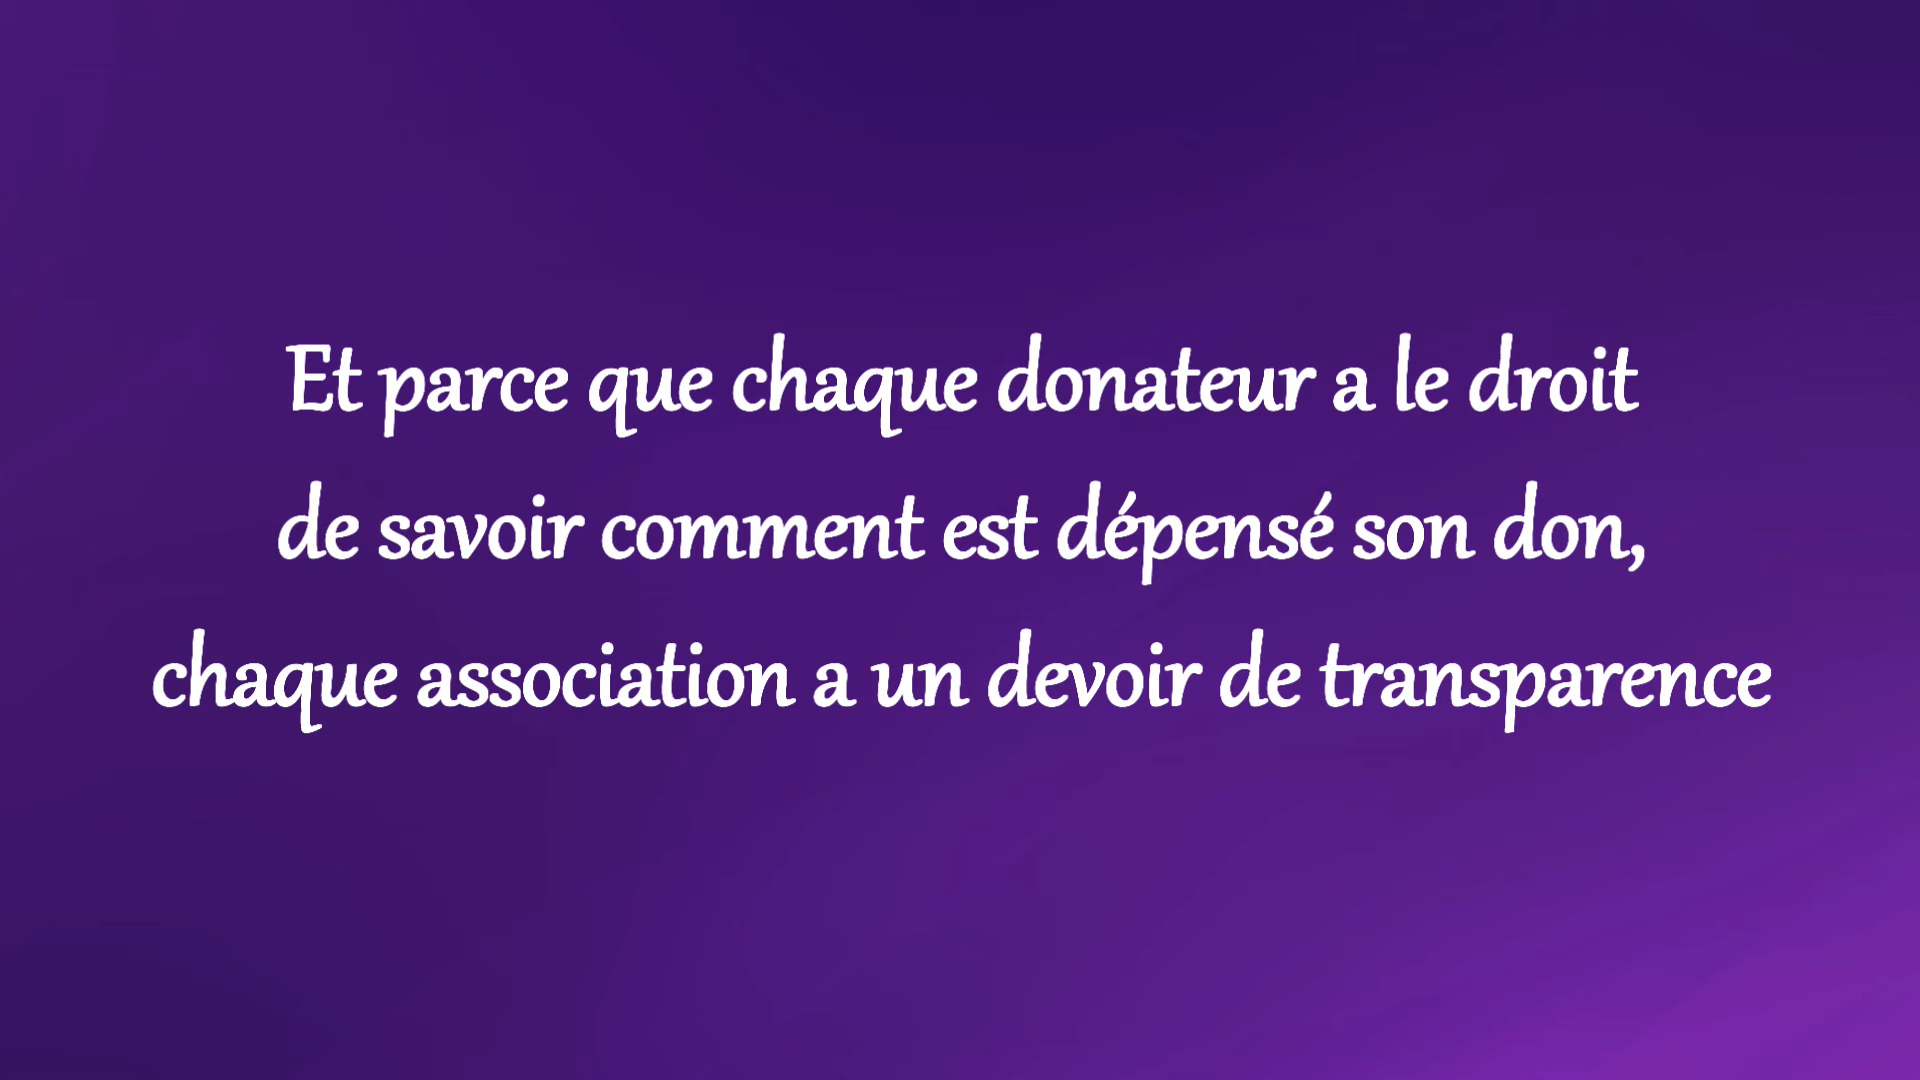 Et parce que chaque donateur a le droit
de savoir comment est dépensé son don,
chaque association a un devoir de transparence